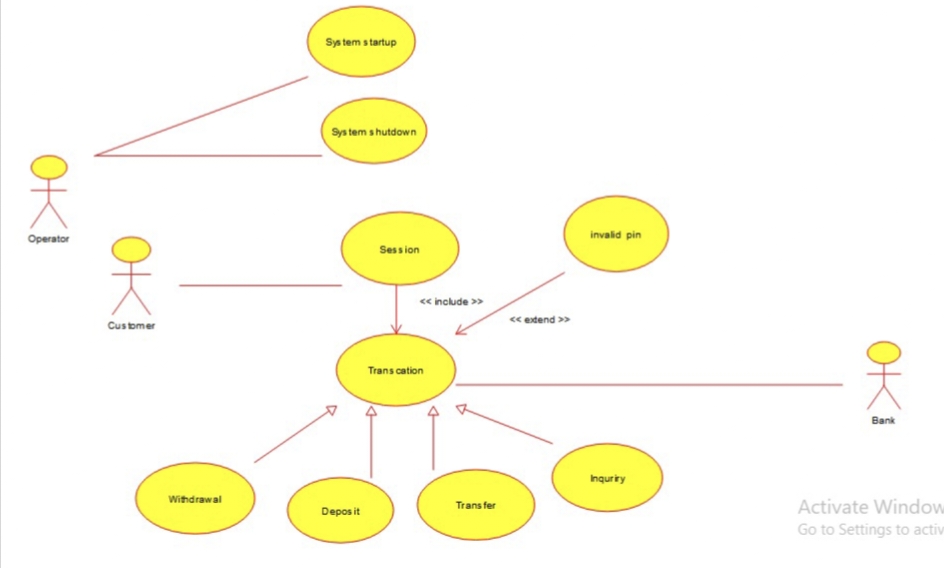 System startup
System shutdown
Operator
Session
invalid pin
Customer
<< include >>
<< extend >>
Transcation
Bank
Withdrawal
Deposit
Transfer
Inquriry
Activate Window
Go to Settings to activ